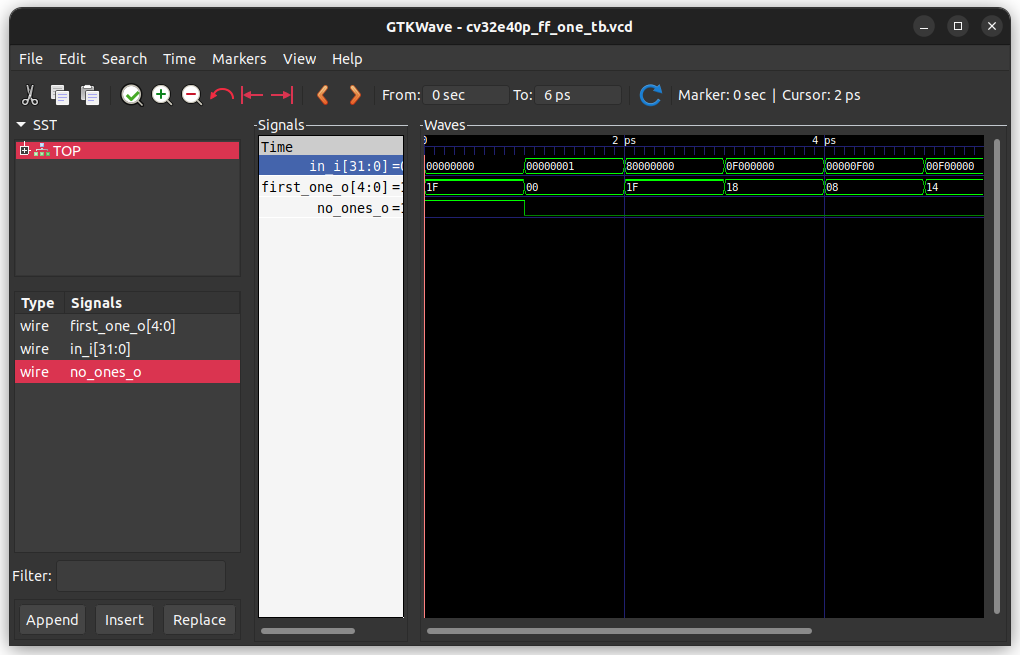 GTKWave - cv32e40p_ff_one_tb.vcd
File Edit Search Time Markers View Help
From: 0 sec To: 6 ps Marker: 0 sec | Cursor: 2 ps
SST
TOP
Type Signals
wire first_one_o[4:0]
wire in_i[31:0]
wire no_ones_o
Filter:
Append Insert Replace
Signals
Time
in_i[31:0] =
first_one_o[4:0] =
no_ones_o =
Waves
0 2 ps 4 ps
00000000 00000001 80000000 0F000000 00000F00 00F00000
1F 00 1F 18 08 14